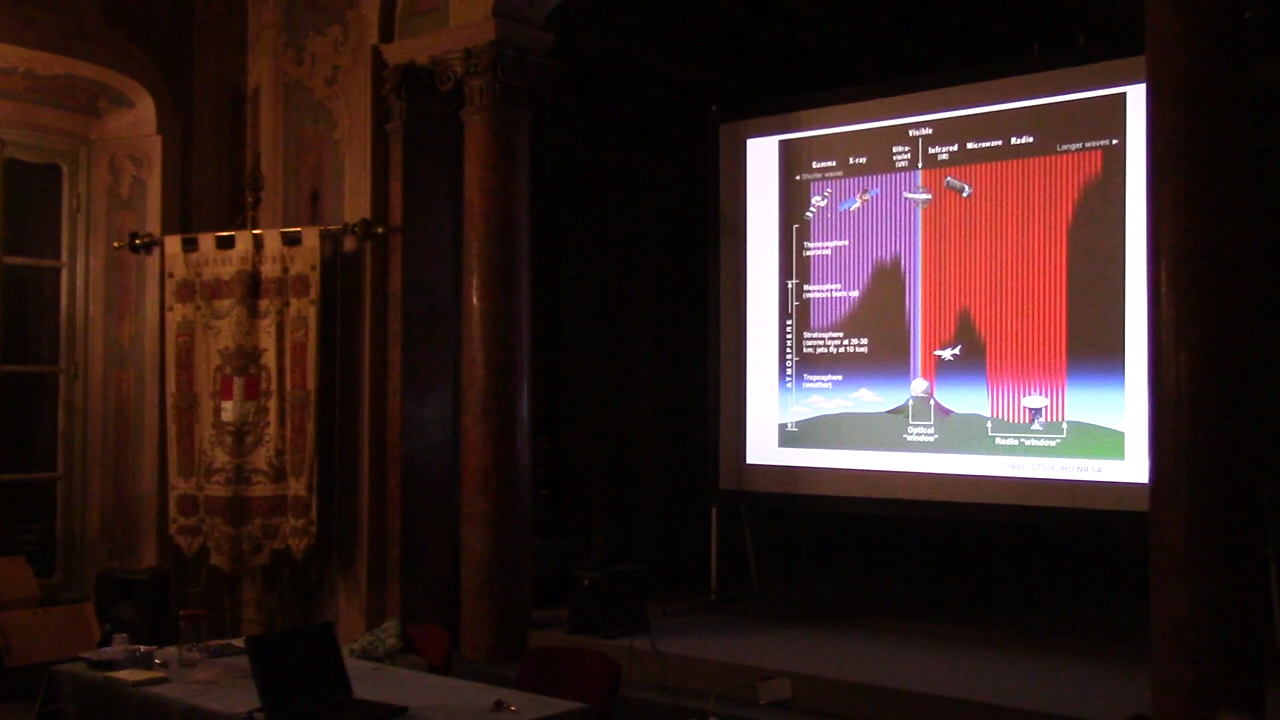 Visible
Gamma
X-ray
Ultra-
violet
(UV)
Infrared
(IR)
Microwave
Radio
Shorter waves
Longer waves
Thermosphere
(auroras)
Mesosphere
(meteors burn up)
Stratosphere
(ozone layer at 20-30
km; jets fly at 10 km)
Troposphere
(weather)
ATMOSPHERE
Optical
"window"
Radio "window"